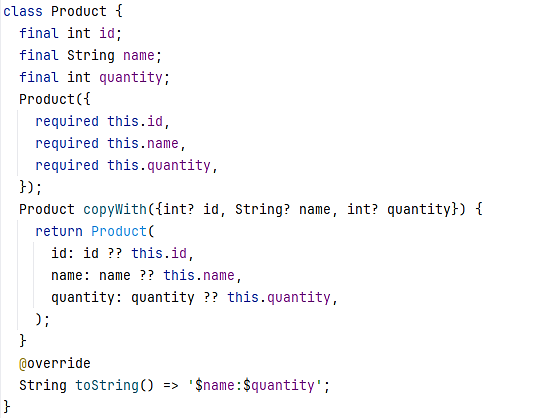 class Product {
  final int id;
  final String name;
  final int quantity;
  Product({
    required this.id,
    required this.name,
    required this.quantity,
  });
  Product copyWith({int? id, String? name, int? quantity}) {
    return Product(
      id: id ?? this.id,
      name: name ?? this.name,
      quantity: quantity ?? this.quantity,
    );
  }
  @override
  String toString() => '$name:$quantity';
}